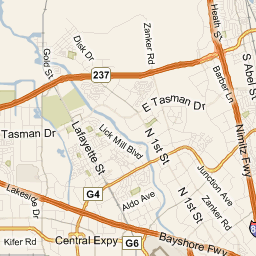 Zanker Rd
Heath S
Disk Dr
Gold St
S Abel St
Barber Ln
237
E Tasman Dr
Tasman Dr
Lick Mill Blvd
N 1st St
Nimitz Fwy
Lafayette St
Junction Ave
G4
Lakeside Dr
Aldo Ave
N 1st St
Zanker Rd
Kifer Rd
Central Expy
G6
Bayshore Fwy